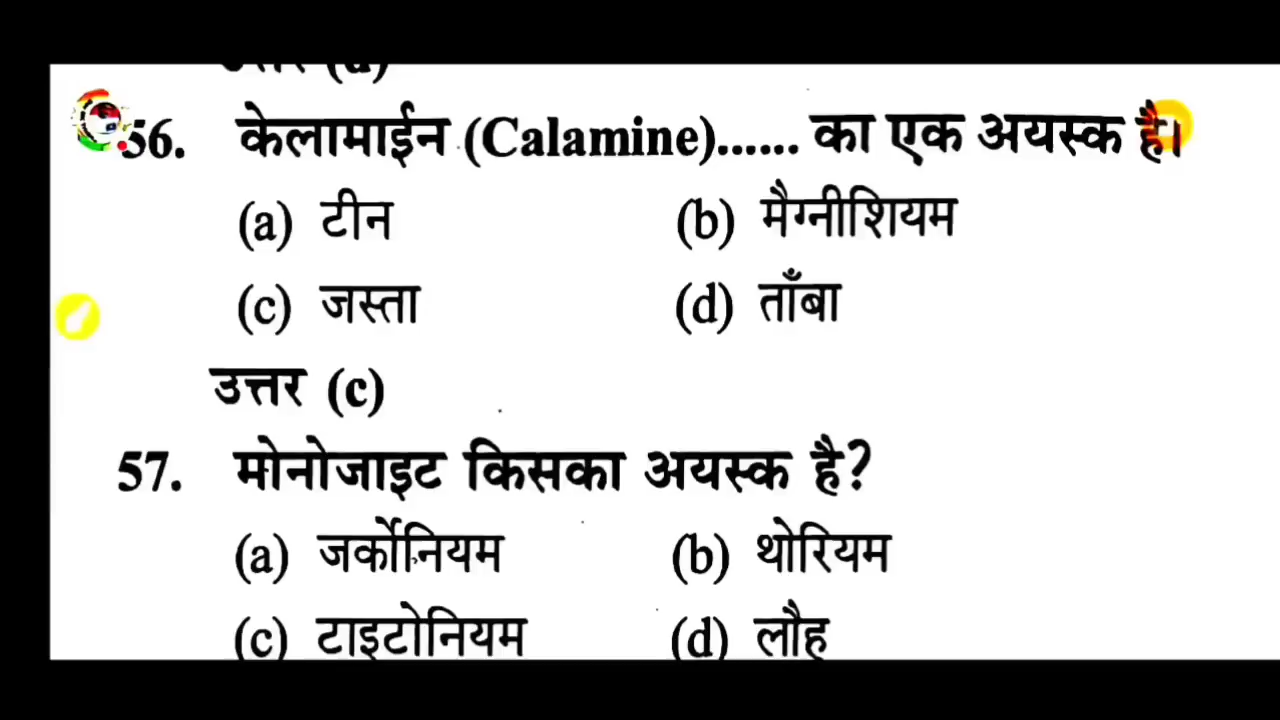 56. केलामाईन (Calamine)...... का एक अयस्क है।
(a) टीन (b) मैग्नीशियम
(c) जस्ता (d) ताँबा
उत्तर (c)
57. मोनोजाइट किसका अयस्क है?
(a) जर्कोनियम (b) थोरियम
(c) टाइटोनियम (d) लौह